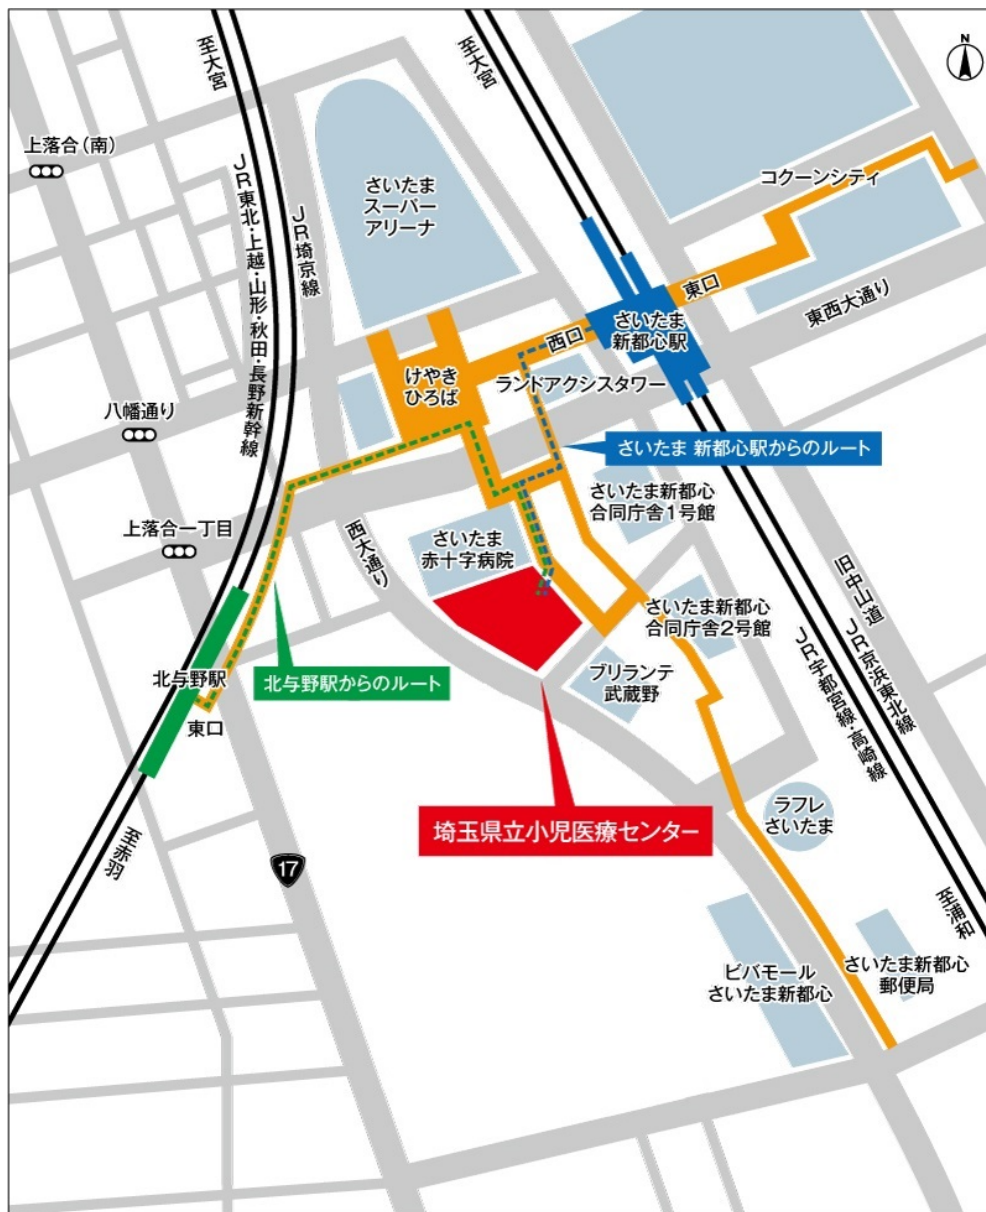 N
至大宮
至大宮
上落合(南)
JR東北・上越・山形・秋田・長野新幹線
JR埼京線
さいたま
スーパー
アリーナ
コクーンシティ
東口
東西大通り
さいたま
新都心駅
西口
けやき
ひろば
ランドアクシスタワー
八幡通り
さいたま 新都心駅からのルート
さいたま新都心
合同庁舎1号館
上落合一丁目
西大通り
さいたま
赤十字病院
旧中山道
さいたま新都心
合同庁舎2号館
JR京浜東北線
JR宇都宮線・高崎線
北与野駅
東口
北与野駅からのルート
ブリランテ
武蔵野
埼玉県立小児医療センター
ラフレ
さいたま
至赤羽
17
至浦和
ビバモール
さいたま新都心
さいたま新都心
郵便局